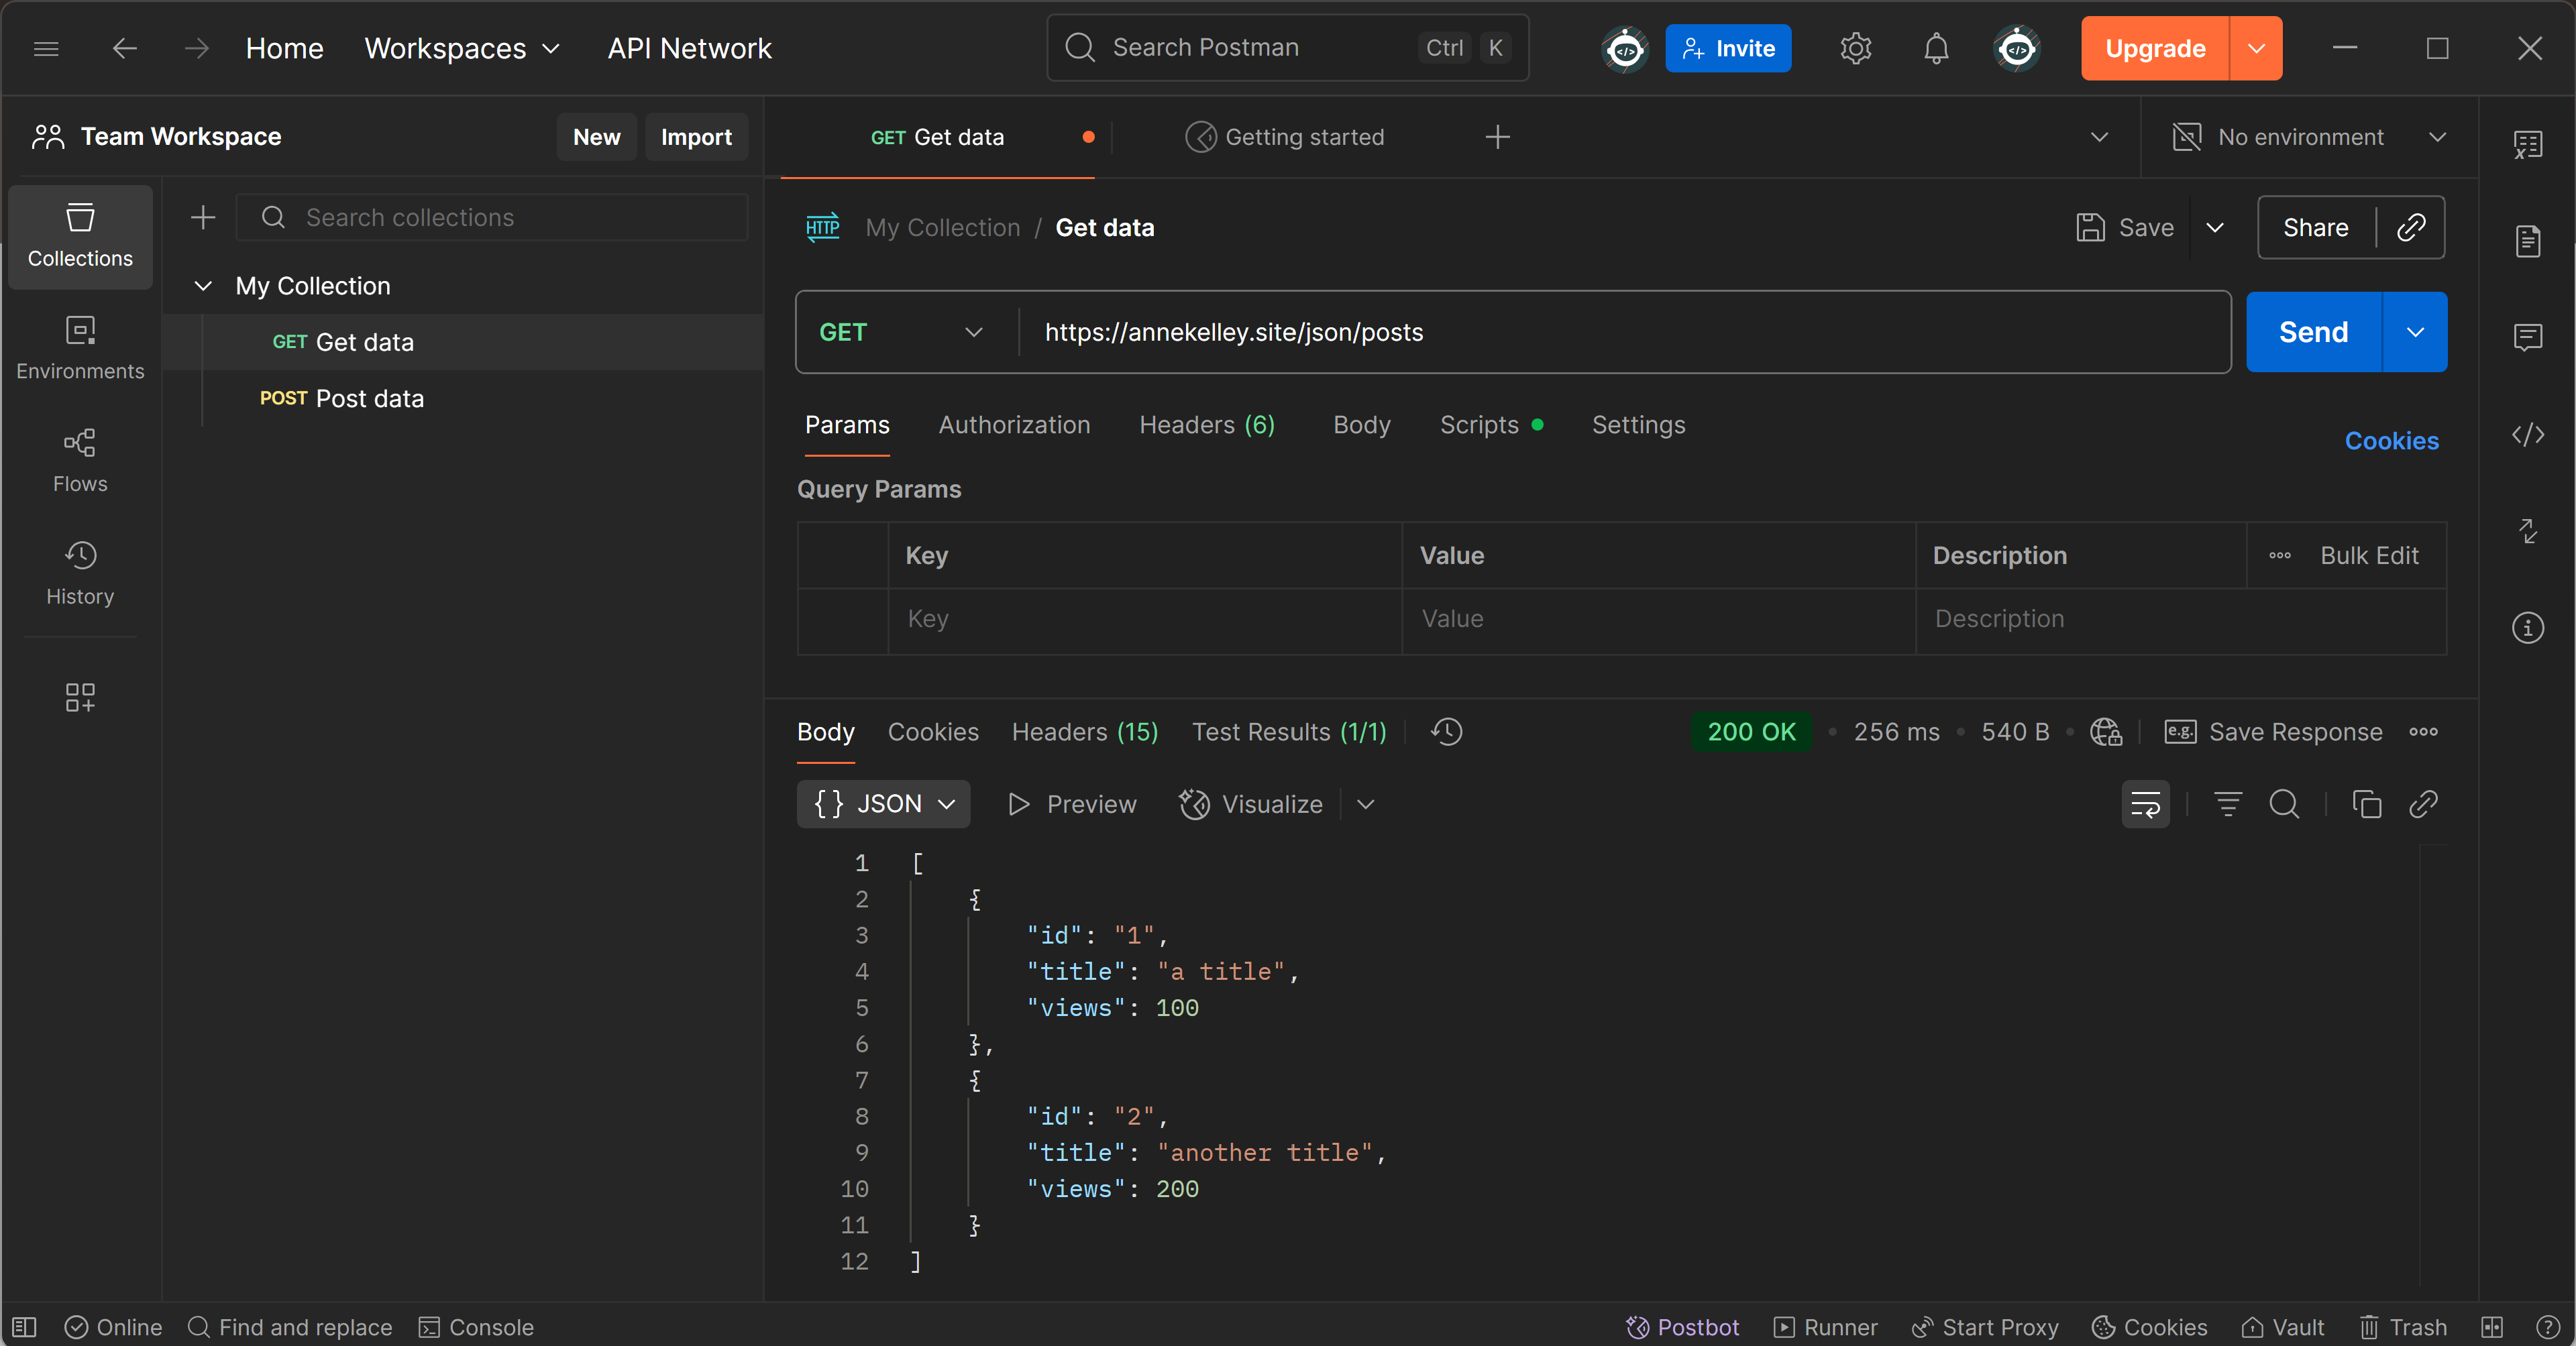 Home Workspaces API Network Search Postman Ctrl K Invite Upgrade
Team Workspace New Import
GET Get data Getting started No environment
Collections
Environments
Flows
History
Search collections
My Collection
GET Get data
POST Post data
HTTP My Collection / Get data Save Share
GET https://annekelley.site/json/posts Send
Params Authorization Headers (6) Body Scripts Settings Cookies
Query Params
Key Value Description Bulk Edit
Key Value Description
Body Cookies Headers (15) Test Results (1/1) 200 OK 256 ms 540 B e.g. Save Response
{} JSON Preview Visualize
1 [
2 {
3 "id": "1",
4 "title": "a title",
5 "views": 100
6 },
7 {
8 "id": "2",
9 "title": "another title",
10 "views": 200
11 }
12 ]
Online Find and replace Console Postbot Runner Start Proxy Cookies Vault Trash